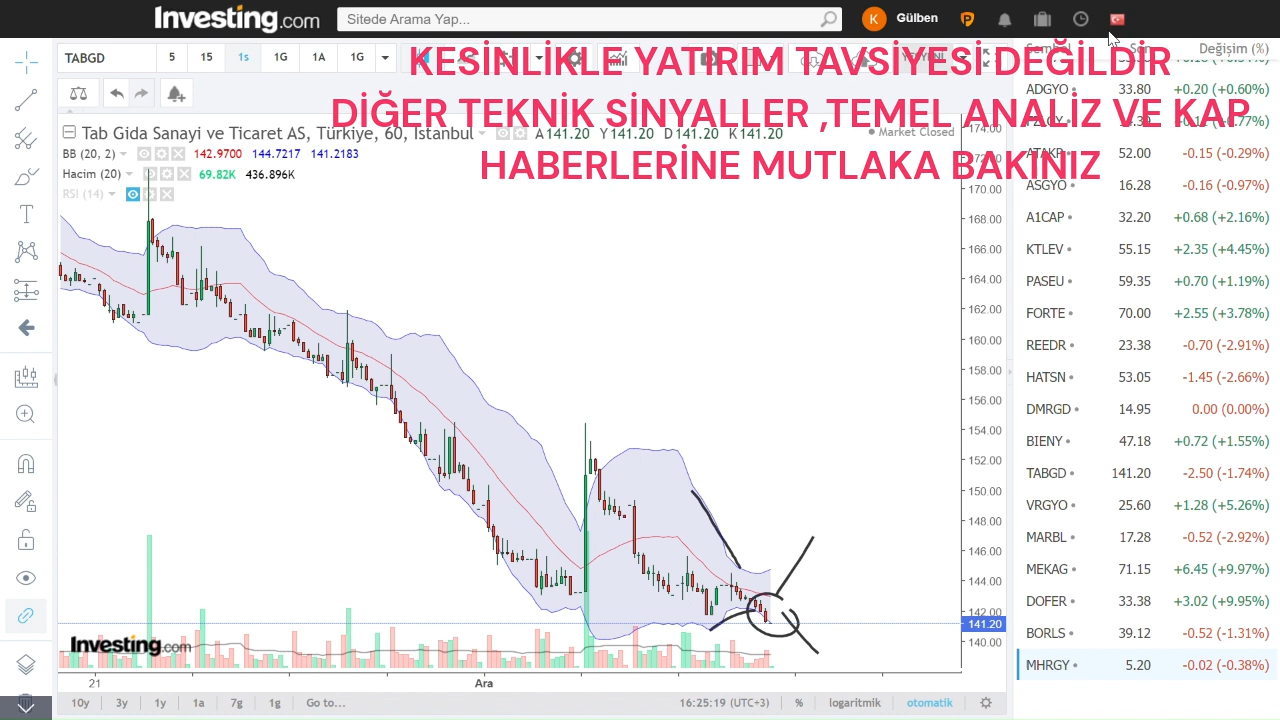 Investing.com
Sitede Arama Yap...
K Gülben
TABGD 5 15 1s 1G 1A 1G
KESİNLİKLE YATIRIM TAVSİYESİ DEĞİLDİR
DİĞER TEKNİK SİNYALLER ,TEMEL ANALİZ VE KAP
HABERLERİNE MUTLAKA BAKINIZ
Tab Gida Sanayi ve Ticaret AS, Türkiye, 60, Istanbul A 141.20 Y 141.20 D 141.20 K 141.20
Market Closed
BB (20, 2) 142.9700 144.7217 141.2183
Hacim (20) 69.82K 436.896K
RSI (14)
174.00
170.00
168.00
166.00
164.00
162.00
160.00
158.00
156.00
154.00
152.00
150.00
148.00
146.00
144.00
142.00
141.20
140.00
Investing.com
21 Ara
10y 3y 1y 1a 7g 1g Go to...
16:25:19 (UTC+3) % logaritmik otomatik
Sembol Son Değişim (%)
ADGYO 33.80 +0.20 (+0.60%)
ATAKP 52.00 -0.15 (-0.29%)
ASGYO 16.28 -0.16 (-0.97%)
A1CAP 32.20 +0.68 (+2.16%)
KTLEV 55.15 +2.35 (+4.45%)
PASEU 59.35 +0.70 (+1.19%)
FORTE 70.00 +2.55 (+3.78%)
REEDR 23.38 -0.70 (-2.91%)
HATSN 53.05 -1.45 (-2.66%)
DMRGD 14.95 0.00 (0.00%)
BIENY 47.18 +0.72 (+1.55%)
TABGD 141.20 -2.50 (-1.74%)
VRGYO 25.60 +1.28 (+5.26%)
MARBL 17.28 -0.52 (-2.92%)
MEKAG 71.15 +6.45 (+9.97%)
DOFER 33.38 +3.02 (+9.95%)
BORLS 39.12 -0.52 (-1.31%)
MHRGY 5.20 -0.02 (-0.38%)